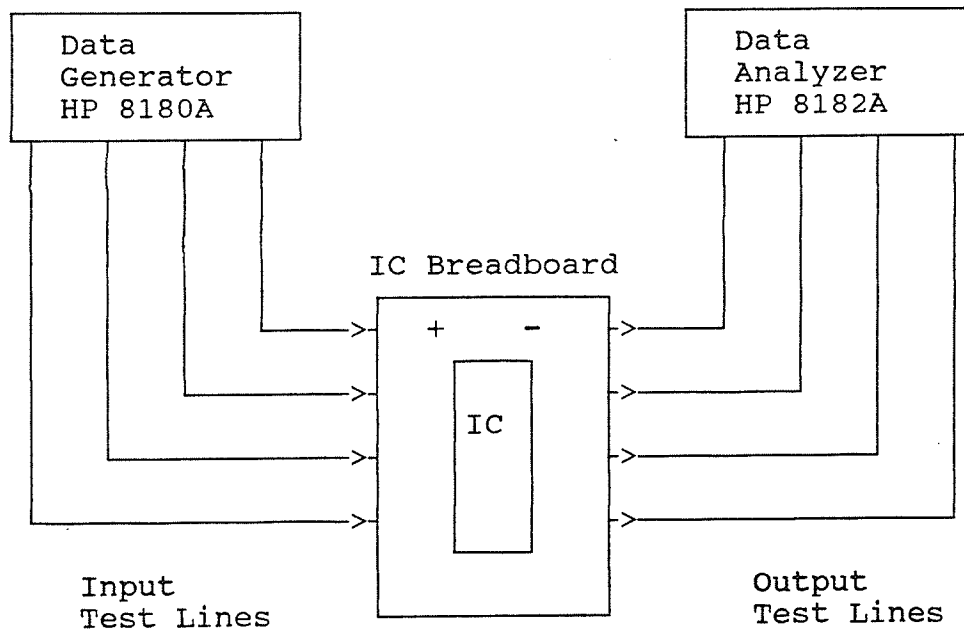 Data
Generator
HP 8180A
Data
Analyzer
HP 8182A
IC Breadboard
+ -
IC
Input
Test Lines
Output
Test Lines